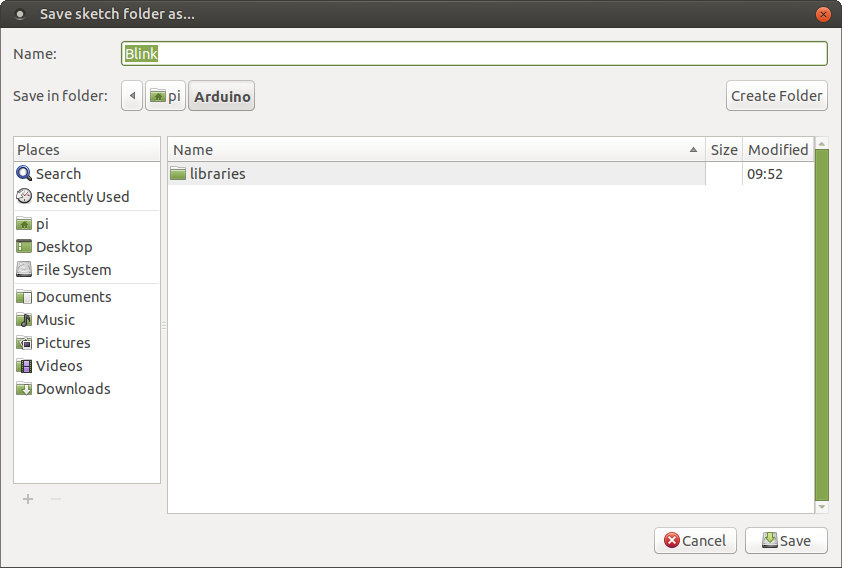 Save sketch folder as...
Name: Blink
Save in folder: pi Arduino Create Folder
Places
Search
Recently Used
pi
Desktop
File System
Documents
Music
Pictures
Videos
Downloads
Name Size Modified
libraries 09:52
Cancel Save